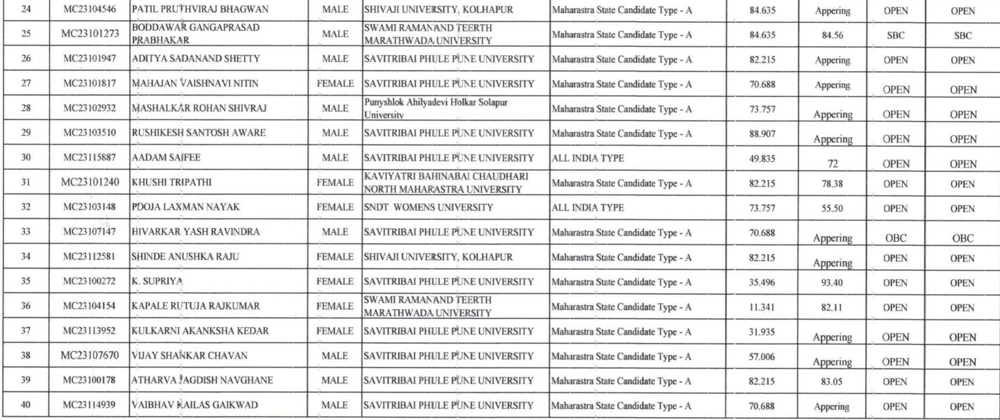 24 MC23104546 PATIL PRUTHVIRAJ BHAGWAN MALE SHIVAJI UNIVERSITY, KOLHAPUR Maharastra State Candidate Type - A 84.635 Appering OPEN OPEN
25 MC23101273 BODDAWAR GANGAPRASAD PRABHAKAR MALE SWAMI RAMANAND TEERTH MARATHWADA UNIVERSITY Maharastra State Candidate Type - A 84.635 84.56 SBC SBC
26 MC23101947 ADITYA SADANAND SHETTY MALE SAVITRIBAI PHULE PUNE UNIVERSITY Maharastra State Candidate Type - A 82.215 Appering OPEN OPEN
27 MC23101817 MAHAJAN VAISHNAVI NITIN FEMALE SAVITRIBAI PHULE PUNE UNIVERSITY Maharastra State Candidate Type - A 70.688 Appering OPEN OPEN
28 MC23102932 MASHALKAR ROHAN SHIVRAJ MALE Punyshlok Ahilyadevi Holkar Solapur University Maharastra State Candidate Type - A 73.757 Appering OPEN OPEN
29 MC23103510 RUSHIKESH SANTOSH AWARE MALE SAVITRIBAI PHULE PUNE UNIVERSITY Maharastra State Candidate Type - A 88.907 Appering OPEN OPEN
30 MC23115887 AADAM SAIFEE MALE SAVITRIBAI PHULE PUNE UNIVERSITY ALL INDIA TYPE 49.835 72 OPEN OPEN
31 MC23101240 KHUSHI TRIPATHI FEMALE KAVIYATRI BAHINABAI CHAUDHARI NORTH MAHARASTRA UNIVERSITY Maharastra State Candidate Type - A 82.215 78.38 OPEN OPEN
32 MC23103148 POOJA LAXMAN NAYAK FEMALE SNDT WOMENS UNIVERSITY ALL INDIA TYPE 73.757 55.50 OPEN OPEN
33 MC23107147 HIVARKAR YASH RAVINDRA MALE SAVITRIBAI PHULE PUNE UNIVERSITY Maharastra State Candidate Type - A 70.688 Appering OBC OBC
34 MC23112581 SHINDE ANUSHKA RAJU FEMALE SHIVAJI UNIVERSITY, KOLHAPUR Maharastra State Candidate Type - A 82.215 Appering OPEN OPEN
35 MC23100272 K. SUPRIYA FEMALE SAVITRIBAI PHULE PUNE UNIVERSITY Maharastra State Candidate Type - A 35.496 93.40 OPEN OPEN
36 MC23104154 KAPALE RUTUJA RAJKUMAR FEMALE SWAMI RAMANAND TEERTH MARATHWADA UNIVERSITY Maharastra State Candidate Type - A 11.341 82.11 OPEN OPEN
37 MC23113952 KULKARNI AKANKSHA KEDAR FEMALE SAVITRIBAI PHULE PUNE UNIVERSITY Maharastra State Candidate Type - A 31.935 Appering OPEN OPEN
38 MC23107670 VIJAY SHANKAR CHAVAN MALE SAVITRIBAI PHULE PUNE UNIVERSITY Maharastra State Candidate Type - A 57.006 Appering OPEN OPEN
39 MC23100178 ATHARVA JAGDISH NAVGHANE MALE SAVITRIBAI PHULE PUNE UNIVERSITY Maharastra State Candidate Type - A 82.215 83.05 OPEN OPEN
40 MC23114939 VAIBHAV KAILAS GAIKWAD MALE SAVITRIBAI PHULE PUNE UNIVERSITY Maharastra State Candidate Type - A 70.688 Appering OPEN OPEN